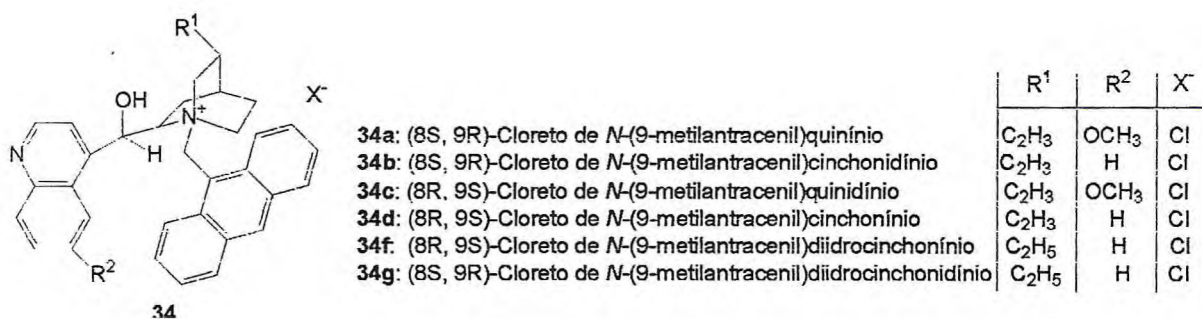 R¹
OH
H
N⁺
X⁻
N
R²
34
R¹ R² X⁻
34a: (8S, 9R)-Cloreto de N-(9-metilantracenil)quinínio C₂H₃ OCH₃ Cl
34b: (8S, 9R)-Cloreto de N-(9-metilantracenil)cinchonidínio C₂H₃ H Cl
34c: (8R, 9S)-Cloreto de N-(9-metilantracenil)quinidínio C₂H₃ OCH₃ Cl
34d: (8R, 9S)-Cloreto de N-(9-metilantracenil)cinchonínio C₂H₃ H Cl
34f: (8R, 9S)-Cloreto de N-(9-metilantracenil)diidrocinchonínio C₂H₅ H Cl
34g: (8S, 9R)-Cloreto de N-(9-metilantracenil)diidrocinchonidínio C₂H₅ H Cl